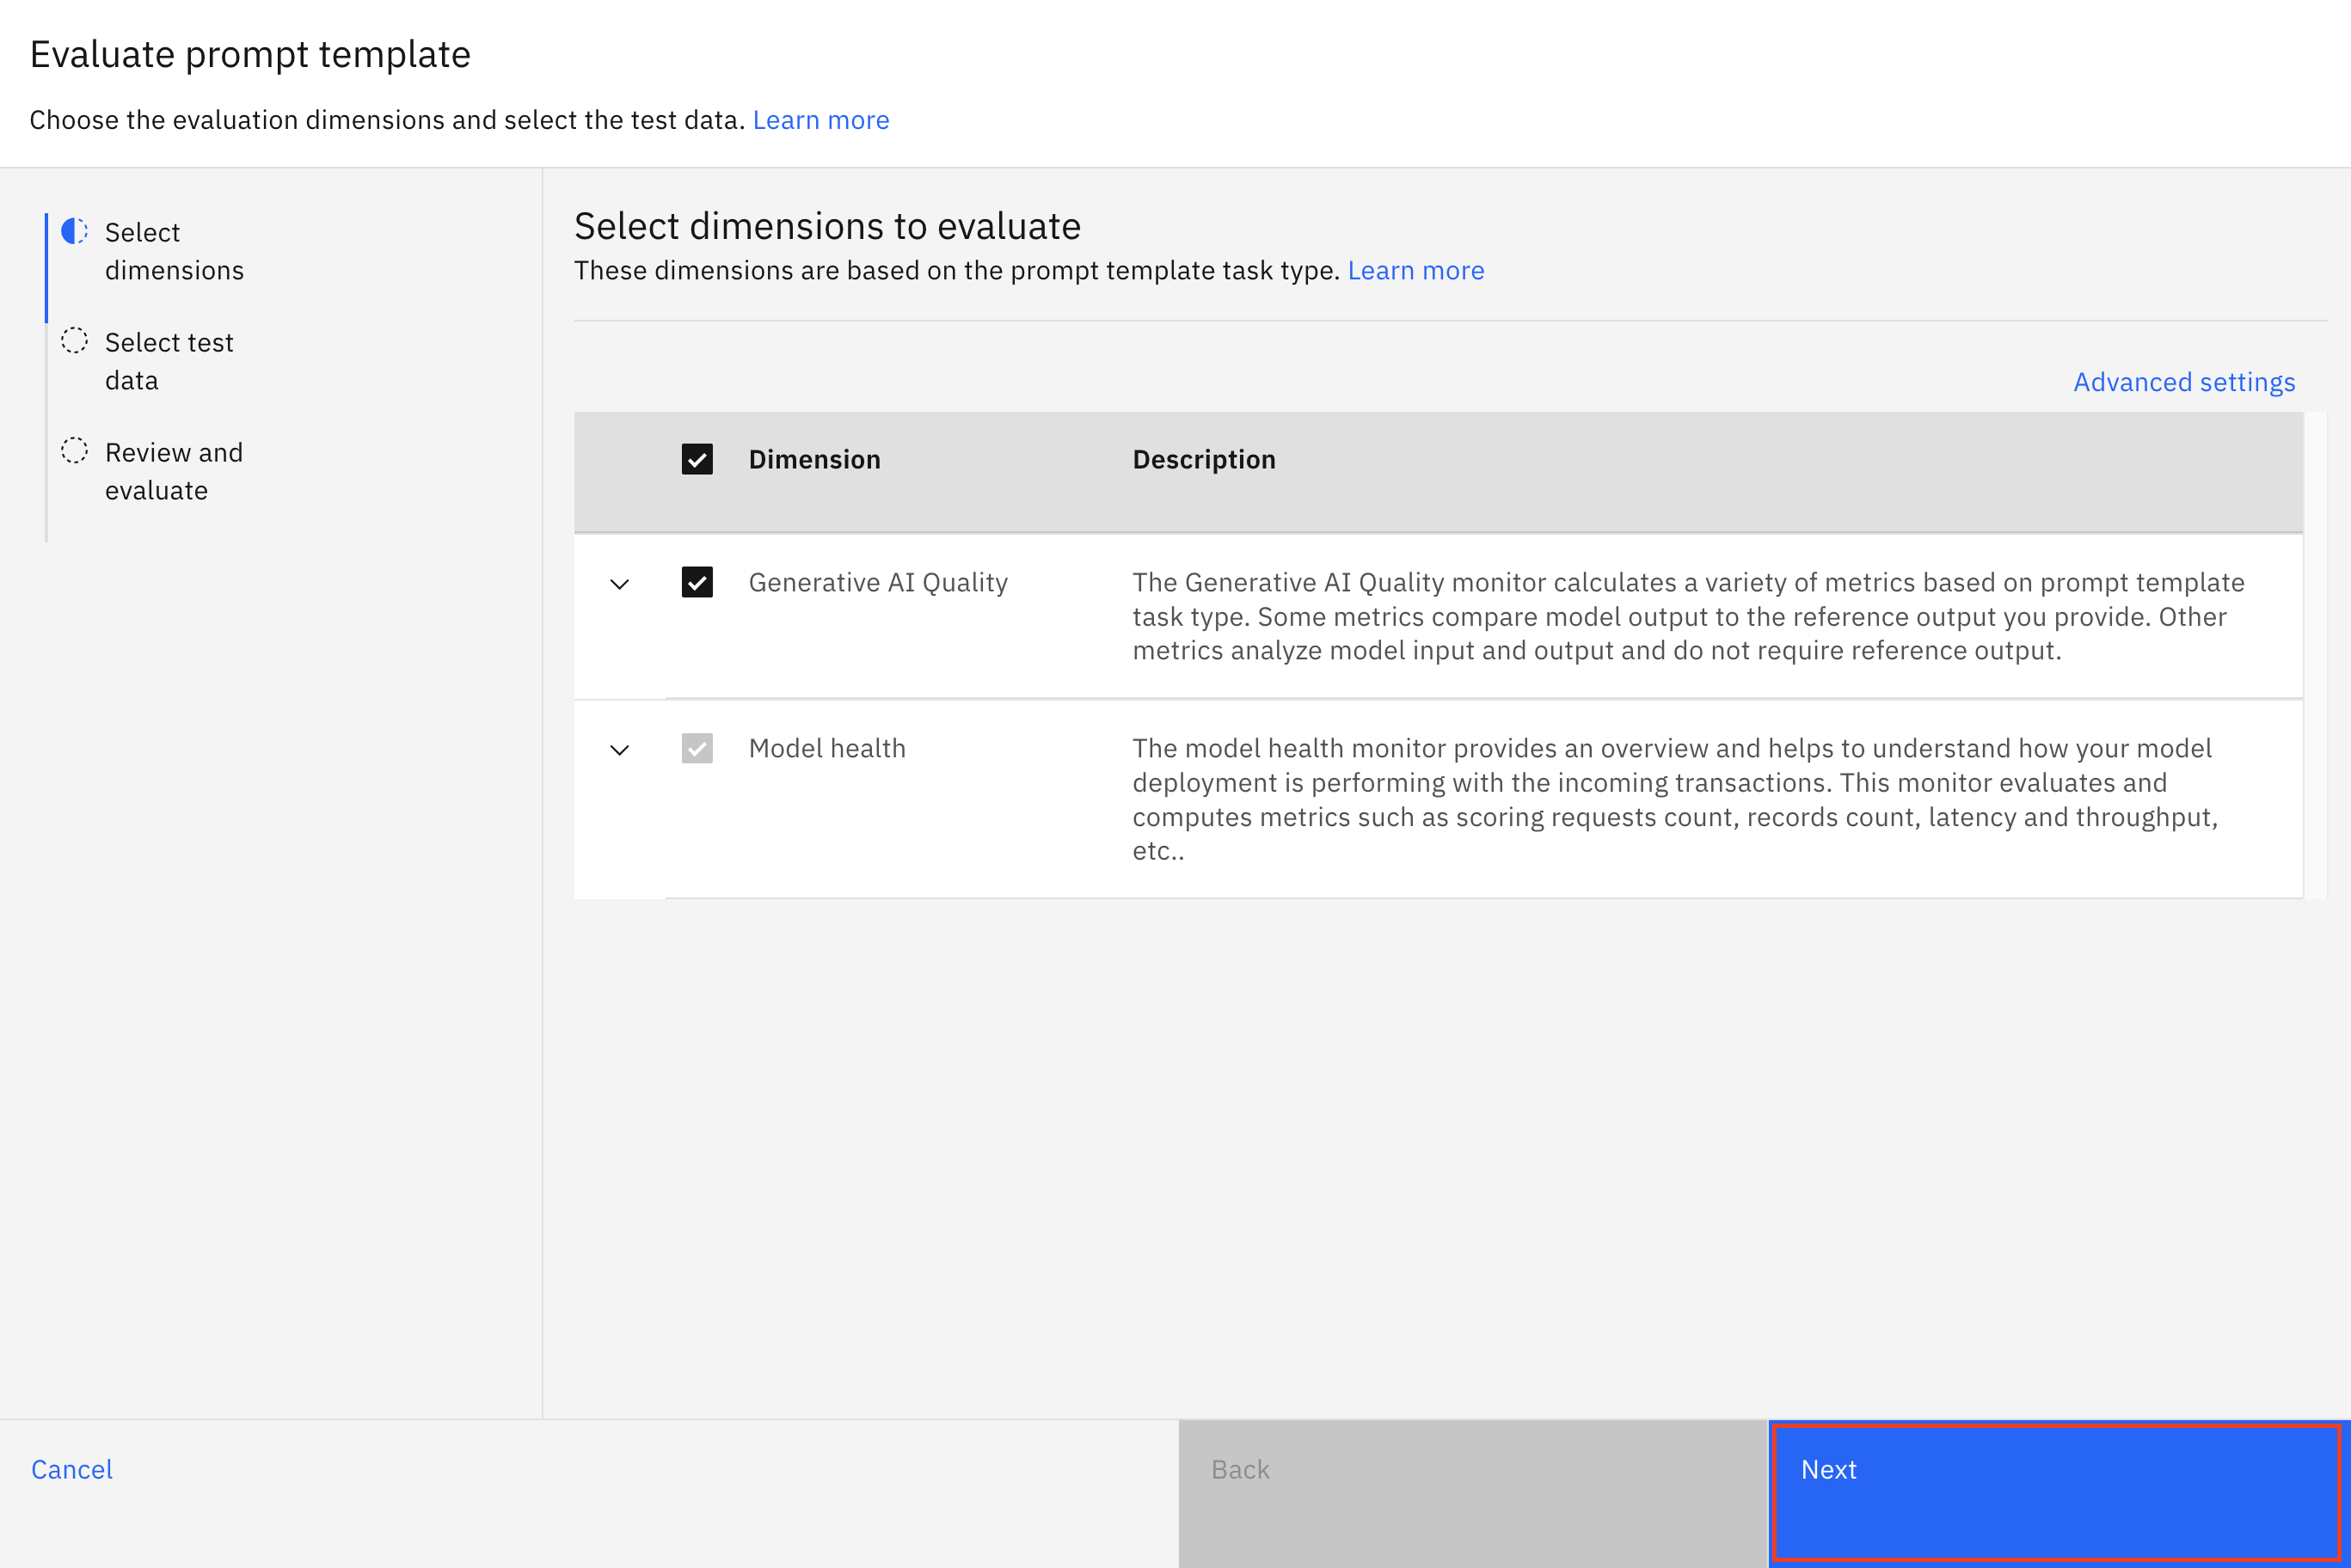 Evaluate prompt template
Choose the evaluation dimensions and select the test data. Learn more
Select
dimensions
Select test
data
Review and
evaluate
Select dimensions to evaluate
These dimensions are based on the prompt template task type. Learn more
Advanced settings
Dimension Description
Generative AI Quality The Generative AI Quality monitor calculates a variety of metrics based on prompt template
task type. Some metrics compare model output to the reference output you provide. Other
metrics analyze model input and output and do not require reference output.
Model health The model health monitor provides an overview and helps to understand how your model
deployment is performing with the incoming transactions. This monitor evaluates and
computes metrics such as scoring requests count, records count, latency and throughput,
etc..
Cancel Back Next